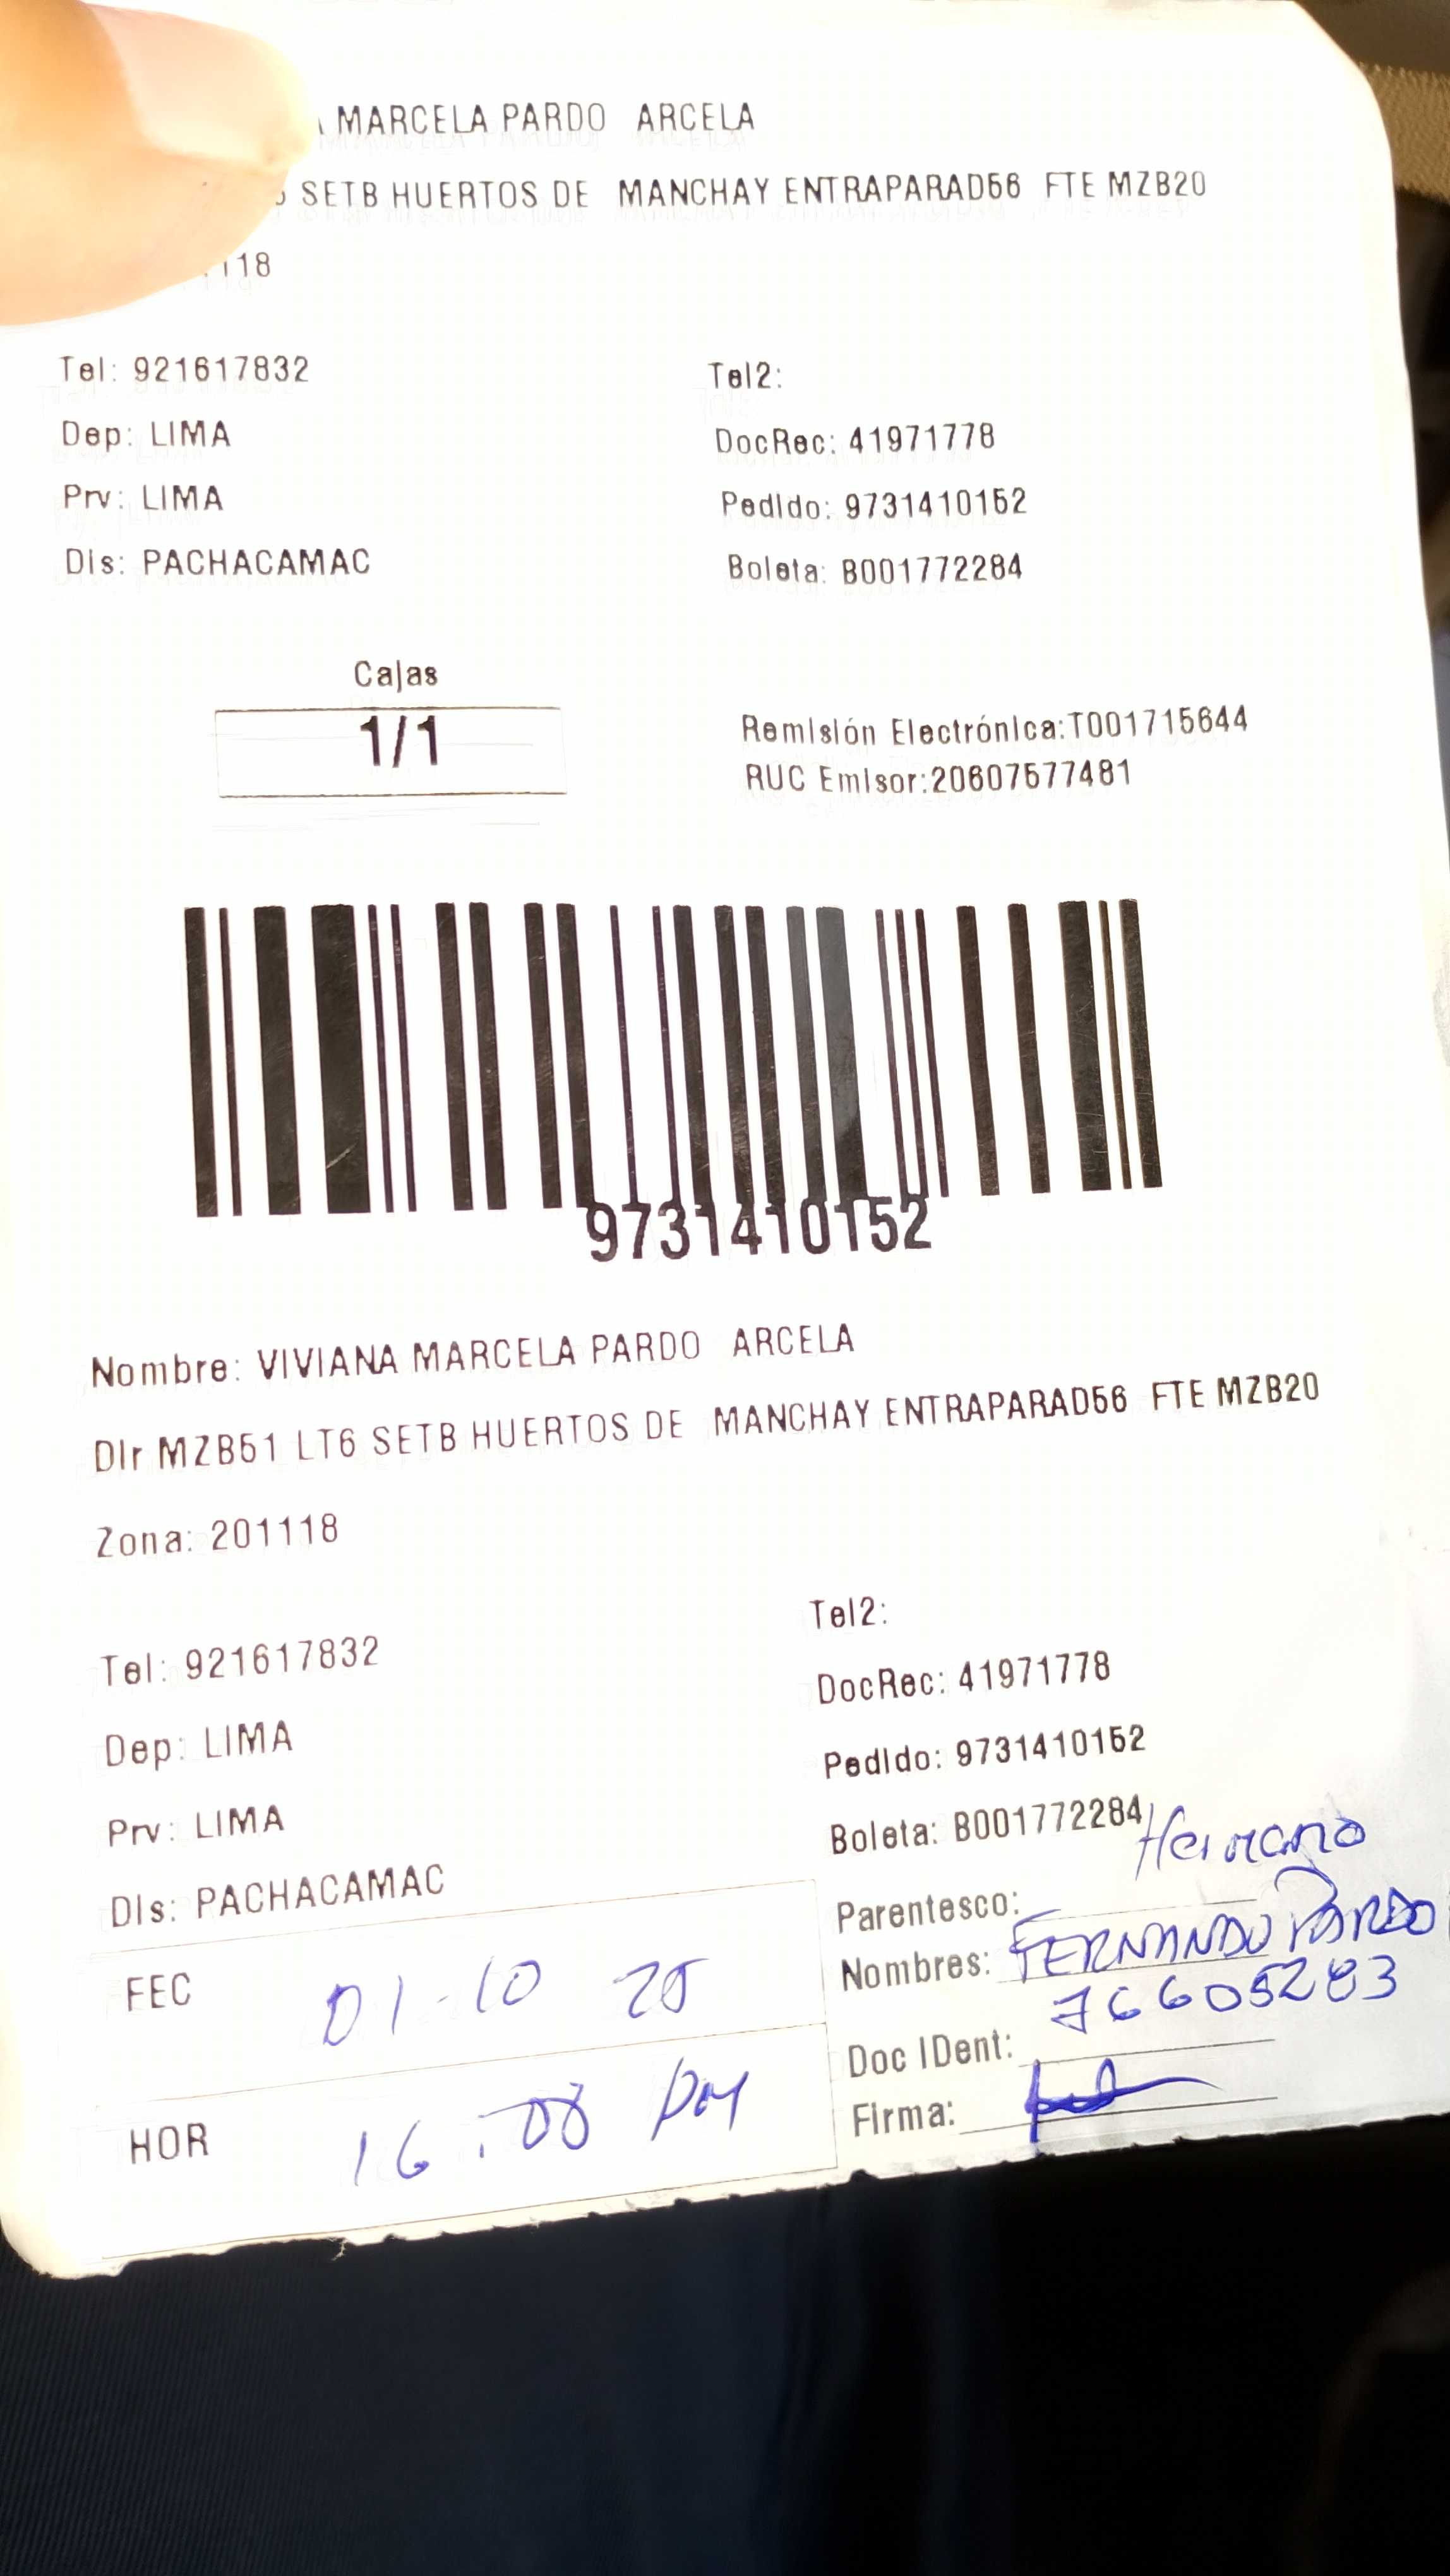 MARCELA PARDO ARCELA
SETB HUERTOS DE MANCHAY ENTRAPARAD56 FTE MZB20
118
Tel: 921617832
Tel2:
Dep: LIMA
DocRec: 41971778
Prv: LIMA
Pedido: 9731410152
Dis: PACHACAMAC
Boleta: B001772284
Cajas
1/1
Remisión Electrónica:T001715644
RUC Emisor:20607577481
9731410152
Nombre: VIVIANA MARCELA PARDO ARCELA
Dir MZB51 LT6 SETB HUERTOS DE MANCHAY ENTRAPARAD56 FTE MZB20
Zona: 201118
Tel2:
Tel: 921617832
DocRec: 41971778
Dep: LIMA
Pedido: 9731410152
Prv: LIMA
Boleta: B001772284
Dis: PACHACAMAC
Parentesco: Hermano
Nombres: FERNANDO PARDO
FEC 01-10 25
Doc IDent: 76605283
HOR 16:08 pm
Firma: